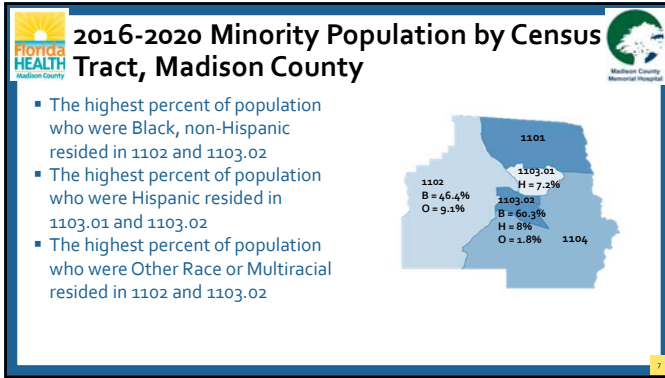 Florida
HEALTH
Madison County
2016-2020 Minority Population by Census
Tract, Madison County
Madison County
Memorial Hospital
▪ The highest percent of population
who were Black, non-Hispanic
resided in 1102 and 1103.02
▪ The highest percent of population
who were Hispanic resided in
1103.01 and 1103.02
▪ The highest percent of population
who were Other Race or Multiracial
resided in 1102 and 1103.02
1101
1103.01
H = 7.2%
1102
B = 46.4%
O = 9.1%
1103.02
B = 60.3%
H = 8%
O = 1.8%
1104
7